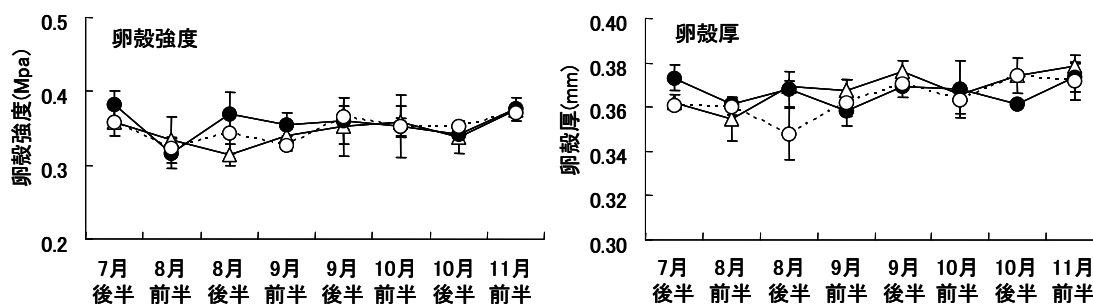 卵殻強度
卵殻強度(Mpa)
0.5
0.4
0.3
0.2
7月 8月 8月 9月 9月 10月 10月 11月
後半 前半 後半 前半 後半 前半 後半 前半
卵殻厚
卵殻厚(mm)
0.40
0.38
0.36
0.34
0.32
0.30
7月 8月 8月 9月 9月 10月 10月 11月
後半 前半 後半 前半 後半 前半 後半 前半